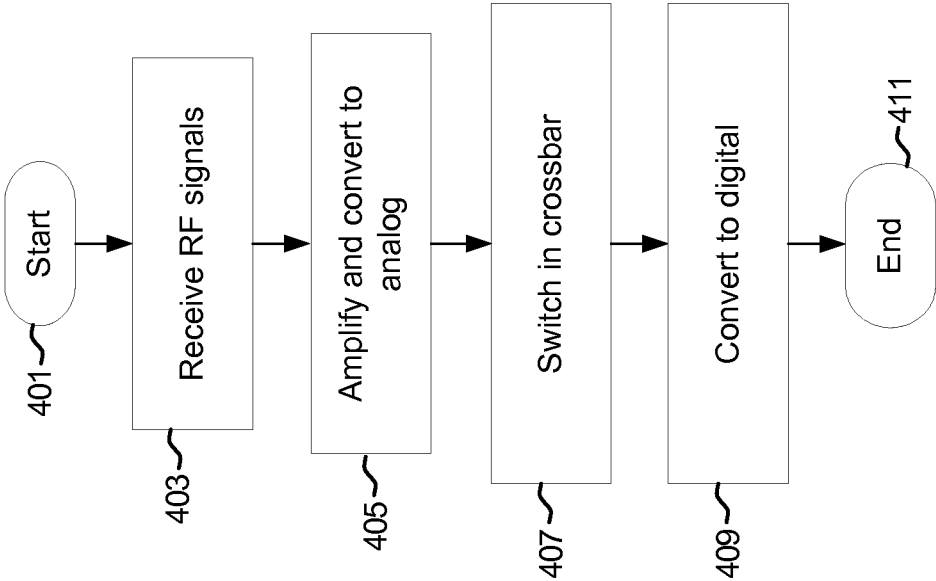 Start
401
Receive RF signals
403
Amplify and convert to
analog
405
Switch in crossbar
407
Convert to digital
409
End
411